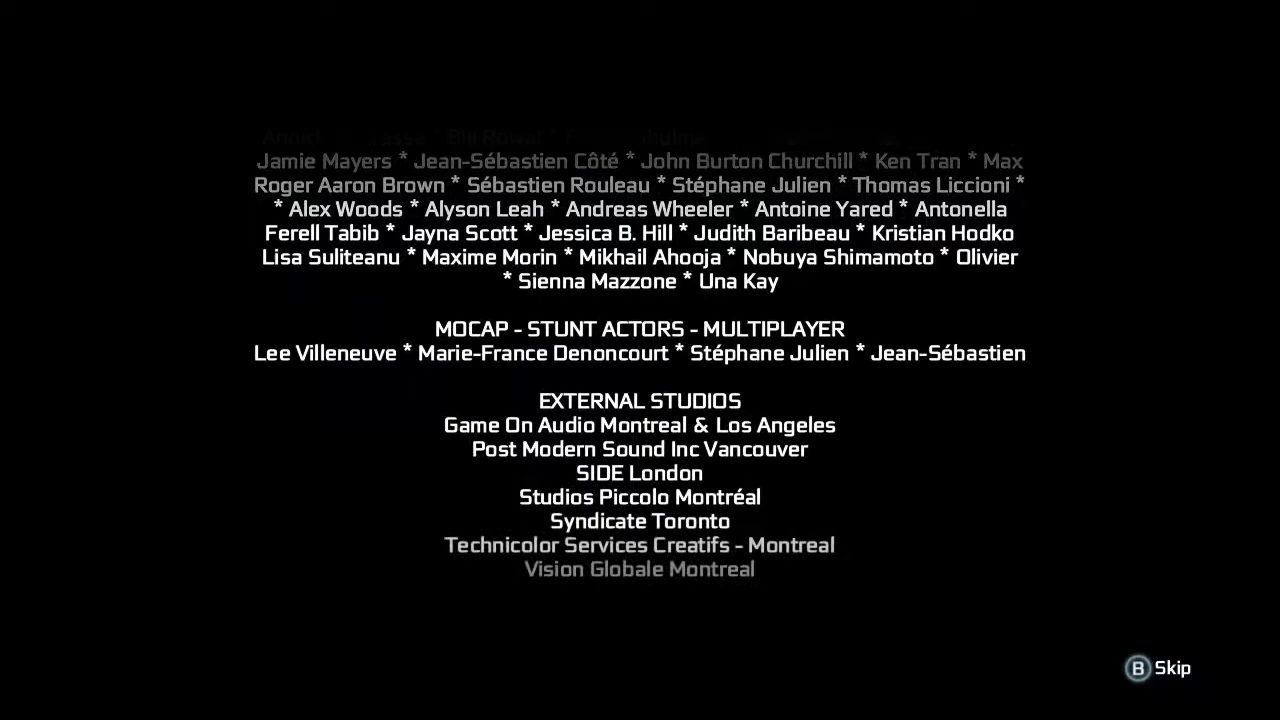 Jamie Mayers * Jean-Sébastien Côté * John Burton Churchill * Ken Tran * Max
Roger Aaron Brown * Sébastien Rouleau * Stéphane Julien * Thomas Liccioni *
* Alex Woods * Alyson Leah * Andreas Wheeler * Antoine Yared * Antonella
Ferell Tabib * Jayna Scott * Jessica B. Hill * Judith Baribeau * Kristian Hodko
Lisa Suliteanu * Maxime Morin * Mikhail Ahooja * Nobuya Shimamoto * Olivier
* Sienna Mazzone * Una Kay
MOCAP - STUNT ACTORS - MULTIPLAYER
Lee Villeneuve * Marie-France Denoncourt * Stéphane Julien * Jean-Sébastien
EXTERNAL STUDIOS
Game On Audio Montreal & Los Angeles
Post Modern Sound Inc Vancouver
SIDE London
Studios Piccolo Montréal
Syndicate Toronto
Technicolor Services Creatifs - Montreal
Vision Globale Montreal
B Skip